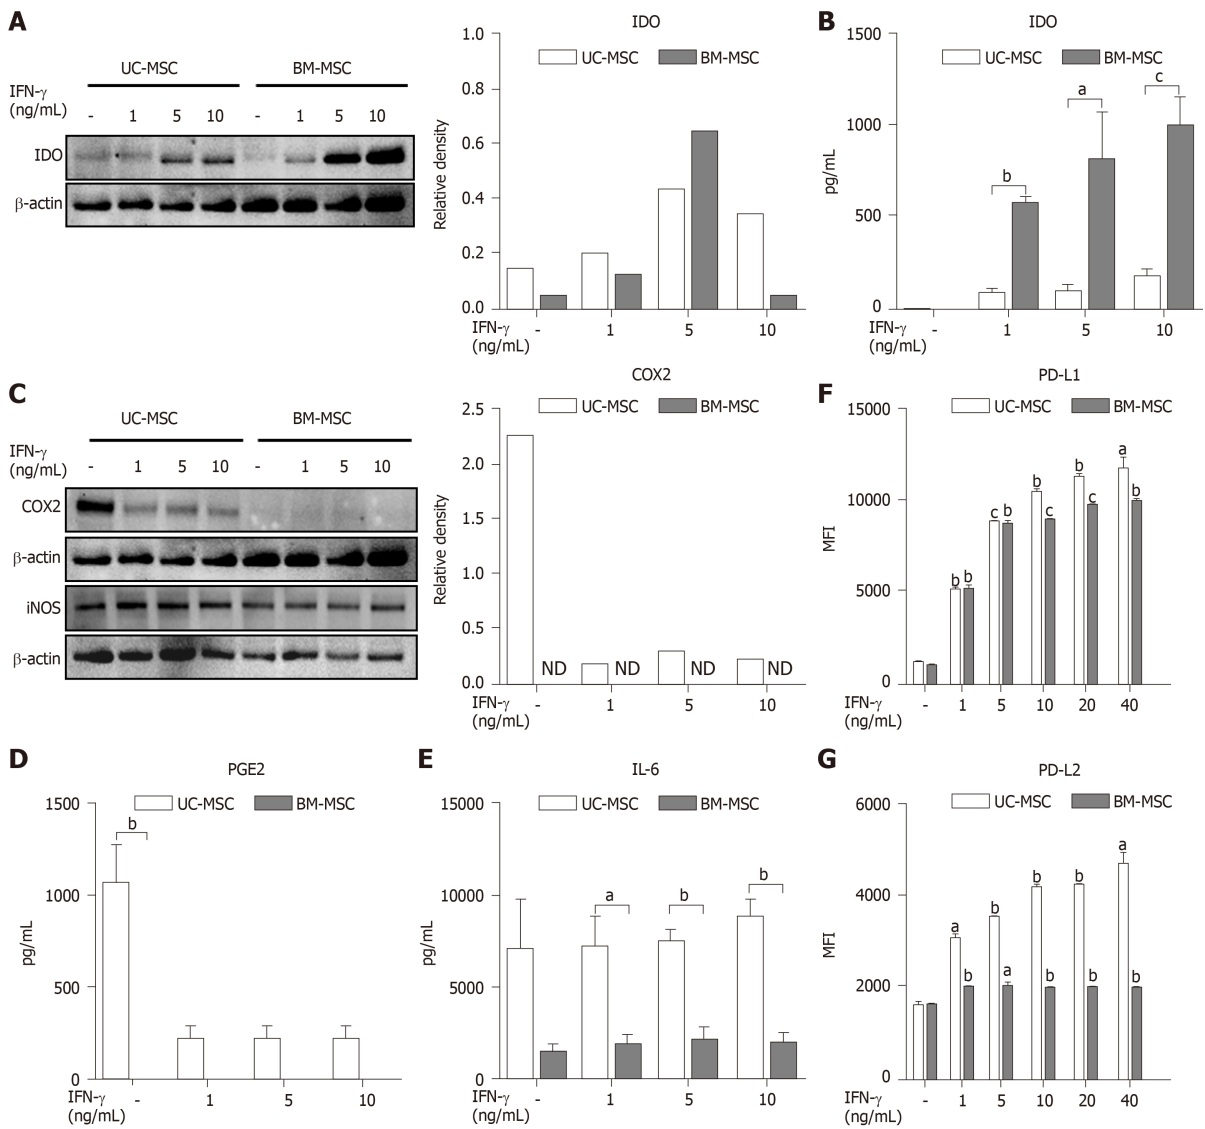 A
UC-MSC BM-MSC
IFN-γ
(ng/mL)
- 1 5 10 - 1 5 10
IDO
β-actin
IDO
UC-MSC BM-MSC
Relative density
1.0
0.8
0.6
0.4
0.2
0.0
IFN-γ
(ng/mL)
- 1 5 10
B
IDO
UC-MSC BM-MSC
pg/mL
1500
1000
500
0
b
a
c
IFN-γ
(ng/mL)
- 1 5 10
C
UC-MSC BM-MSC
IFN-γ
(ng/mL)
- 1 5 10 - 1 5 10
COX2
β-actin
iNOS
β-actin
COX2
UC-MSC BM-MSC
Relative density
2.5
2.0
1.5
1.0
0.5
0.0
ND ND ND ND
IFN-γ
(ng/mL)
- 1 5 10
F
PD-L1
UC-MSC BM-MSC
MFI
15000
10000
5000
0
b b c b b c b c a b
IFN-γ
(ng/mL)
- 1 5 10 20 40
D
PGE2
UC-MSC BM-MSC
pg/mL
1500
1000
500
0
b
IFN-γ
(ng/mL)
- 1 5 10
E
IL-6
UC-MSC BM-MSC
pg/mL
15000
10000
5000
0
a
b
b
IFN-γ
(ng/mL)
- 1 5 10
G
PD-L2
UC-MSC BM-MSC
MFI
6000
4000
2000
0
a b b a b b b b a b
IFN-γ
(ng/mL)
- 1 5 10 20 40